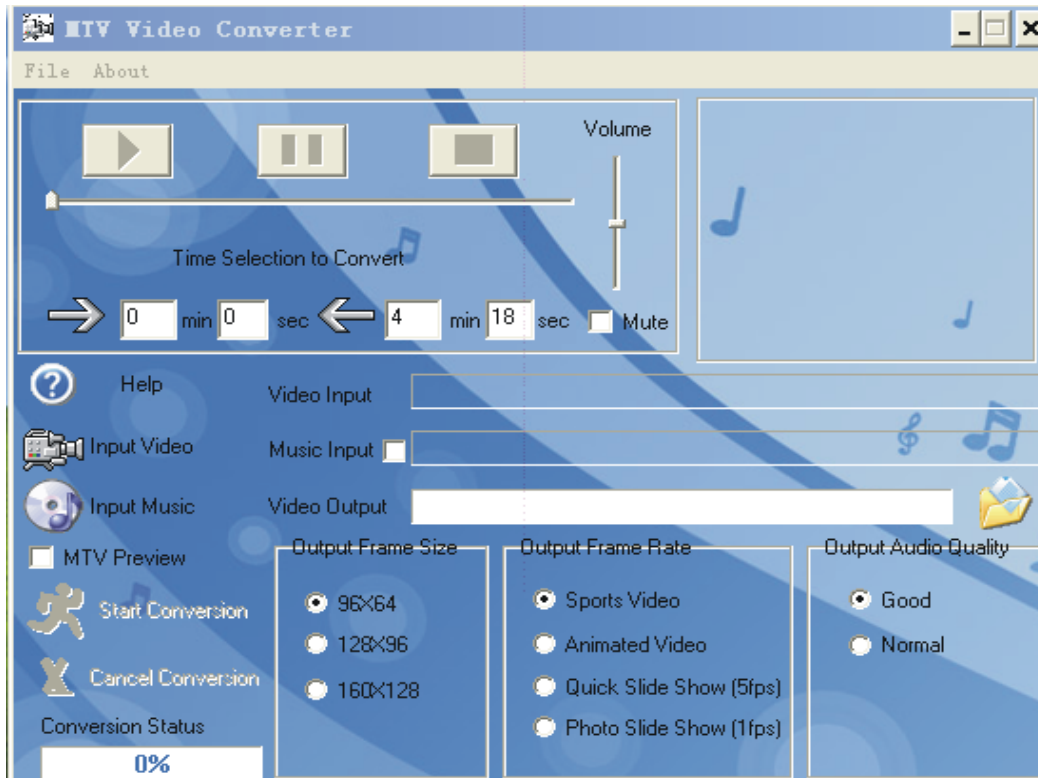 MTV Video Converter
File About
Volume
Time Selection to Convert
0 min 0 sec 4 min 18 sec Mute
Help
Video Input
Input Video
Music Input
Input Music
Video Output
MTV Preview
Output Frame Size
Output Frame Rate
Output Audio Quality
96X64
Sports Video
Good
Start Conversion
128X96
Animated Video
Normal
Cancel Conversion
160X128
Quick Slide Show (5fps)
Photo Slide Show (1fps)
Conversion Status
0%